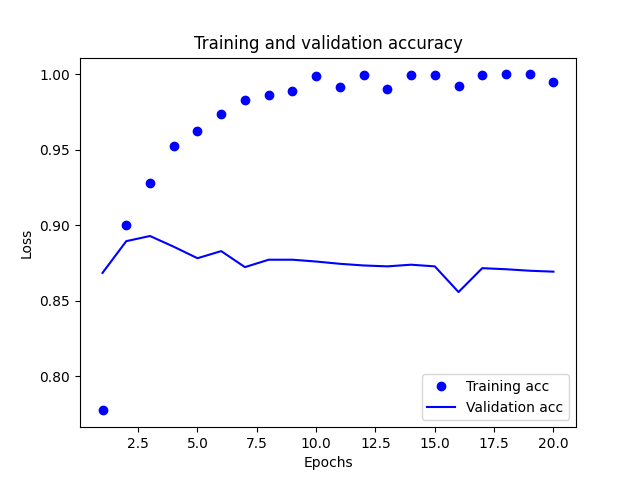 Training and validation accuracy
1.00
0.95
0.90
0.85
0.80
Loss
2.5 5.0 7.5 10.0 12.5 15.0 17.5 20.0
Epochs
Training acc
Validation acc